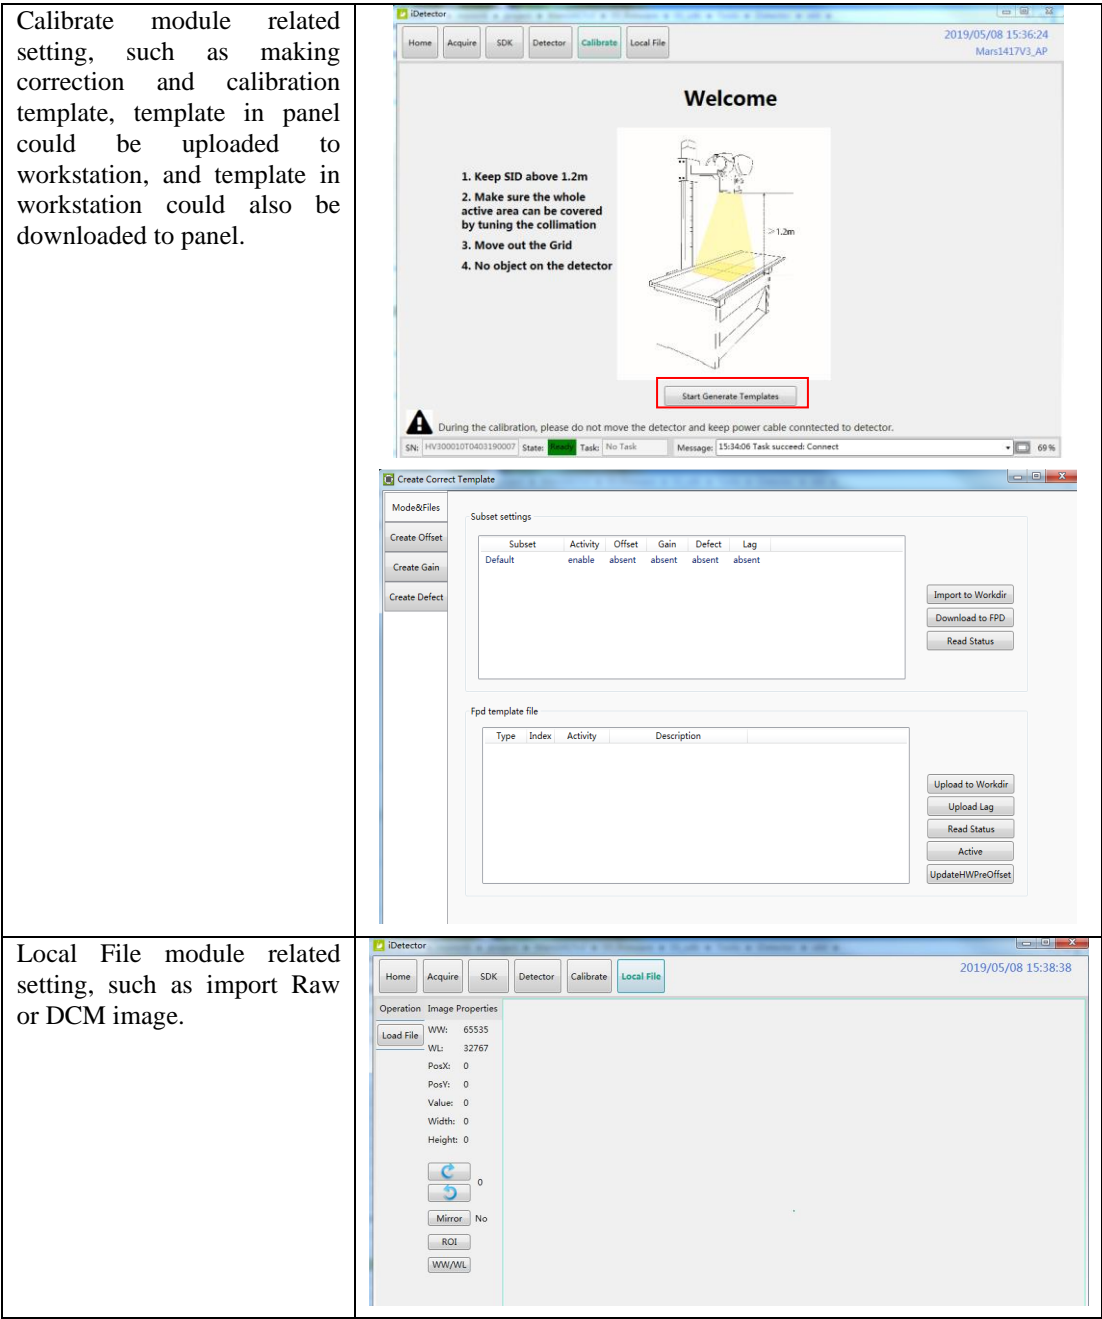 Calibrate module related
setting, such as making
correction and calibration
template, template in panel
could be uploaded to
workstation, and template in
workstation could also be
downloaded to panel.
iDetector
Home Acquire SDK Detector Calibrate Local File
2019/05/08 15:36:24
Mars1417V3_AP
Welcome
1. Keep SID above 1.2m
2. Make sure the whole
active area can be covered
by tuning the collimation
3. Move out the Grid
4. No object on the detector
>1.2m
Start Generate Templates
During the calibration, please do not move the detector and keep power cable conntected to detector.
SN: HV300010T0403190007 State: Ready Task: No Task Message: 15:34:06 Task succeed: Connect 69%
Create Correct Template
Mode&Files
Create Offset
Create Gain
Create Defect
Subset settings
Subset Activity Offset Gain Defect Lag
Default enable absent absent absent absent
Import to Workdir
Download to FPD
Read Status
Fpd template file
Type Index Activity Description
Upload to Workdir
Upload Lag
Read Status
Active
UpdateHWPreOffset
Local File module related
setting, such as import Raw
or DCM image.
iDetector
Home Acquire SDK Detector Calibrate Local File
2019/05/08 15:38:38
Operation Image Properties
Load File
WW: 65535
WL: 32767
PosX: 0
PosY: 0
Value: 0
Width: 0
Height: 0
0
Mirror No
ROI
WW/WL